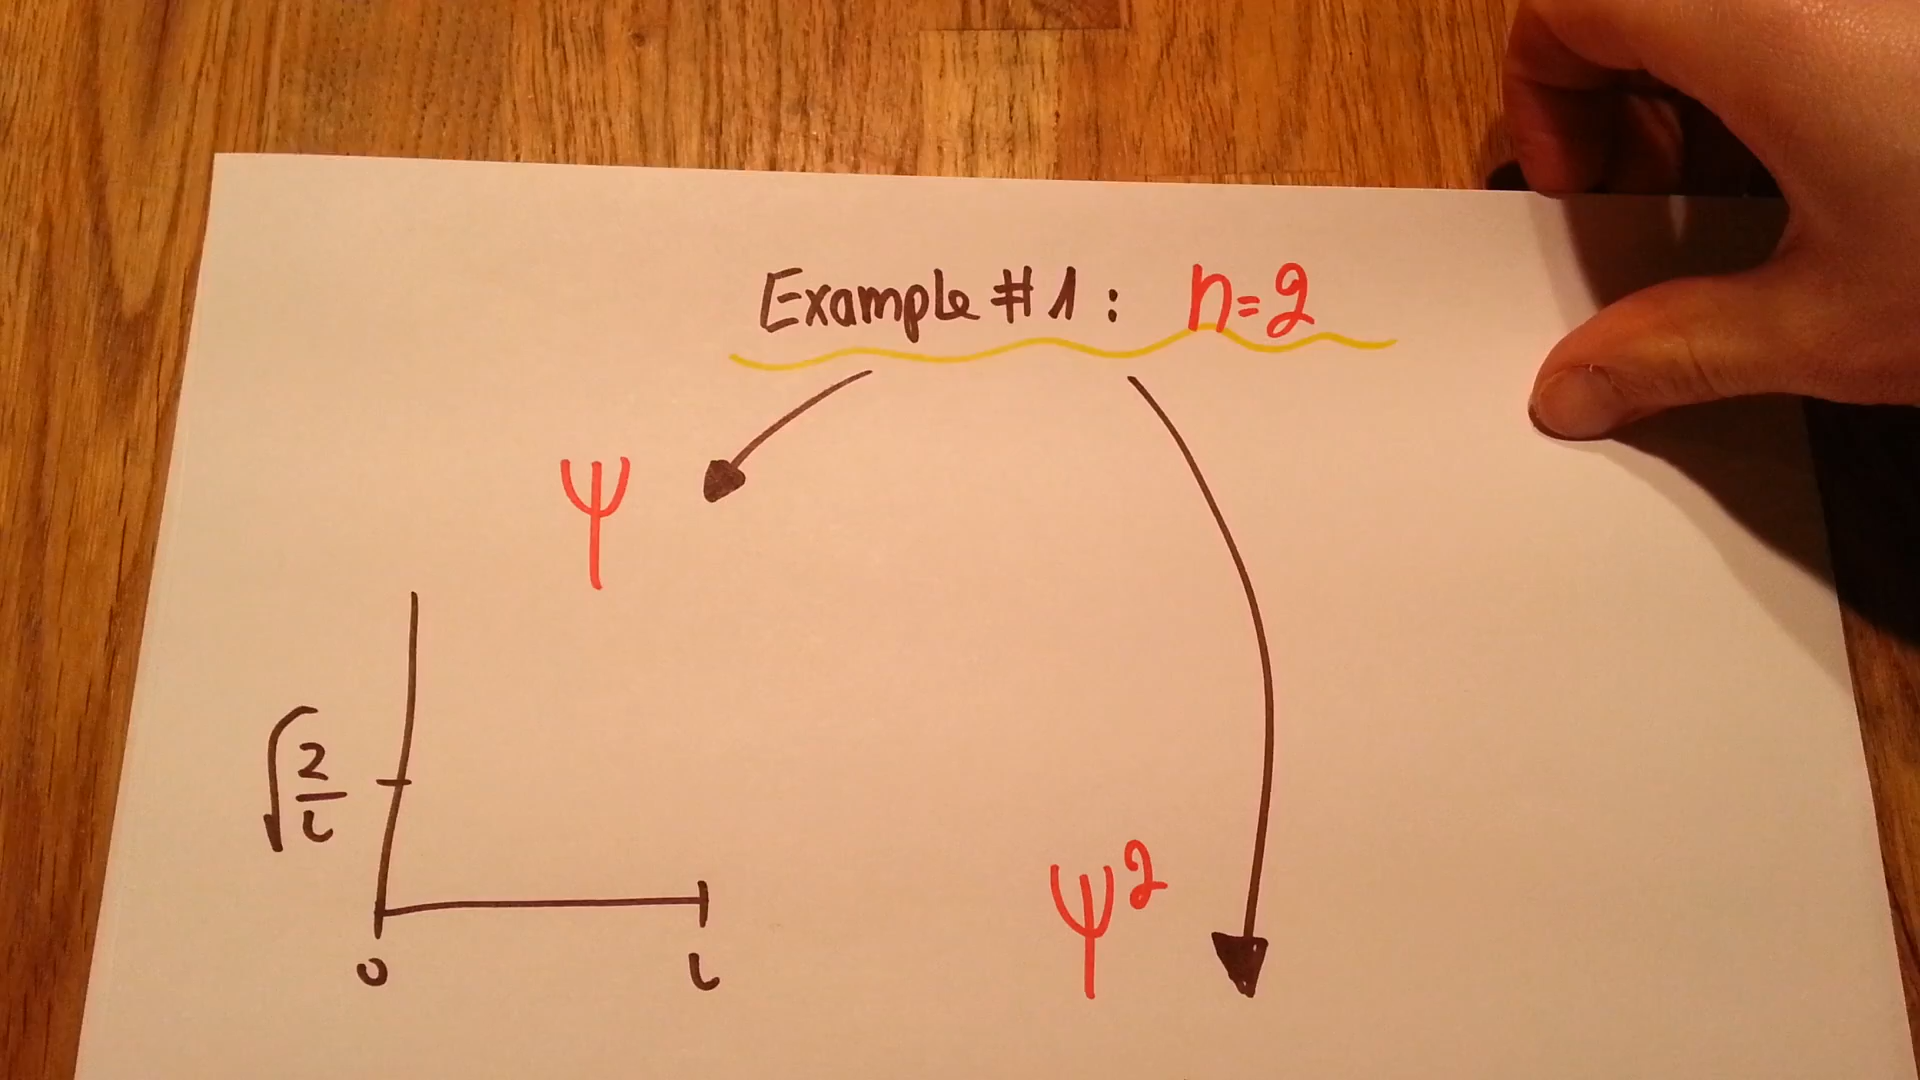 Example #1: n=2
ψ
√2/L
ψ²
0 L